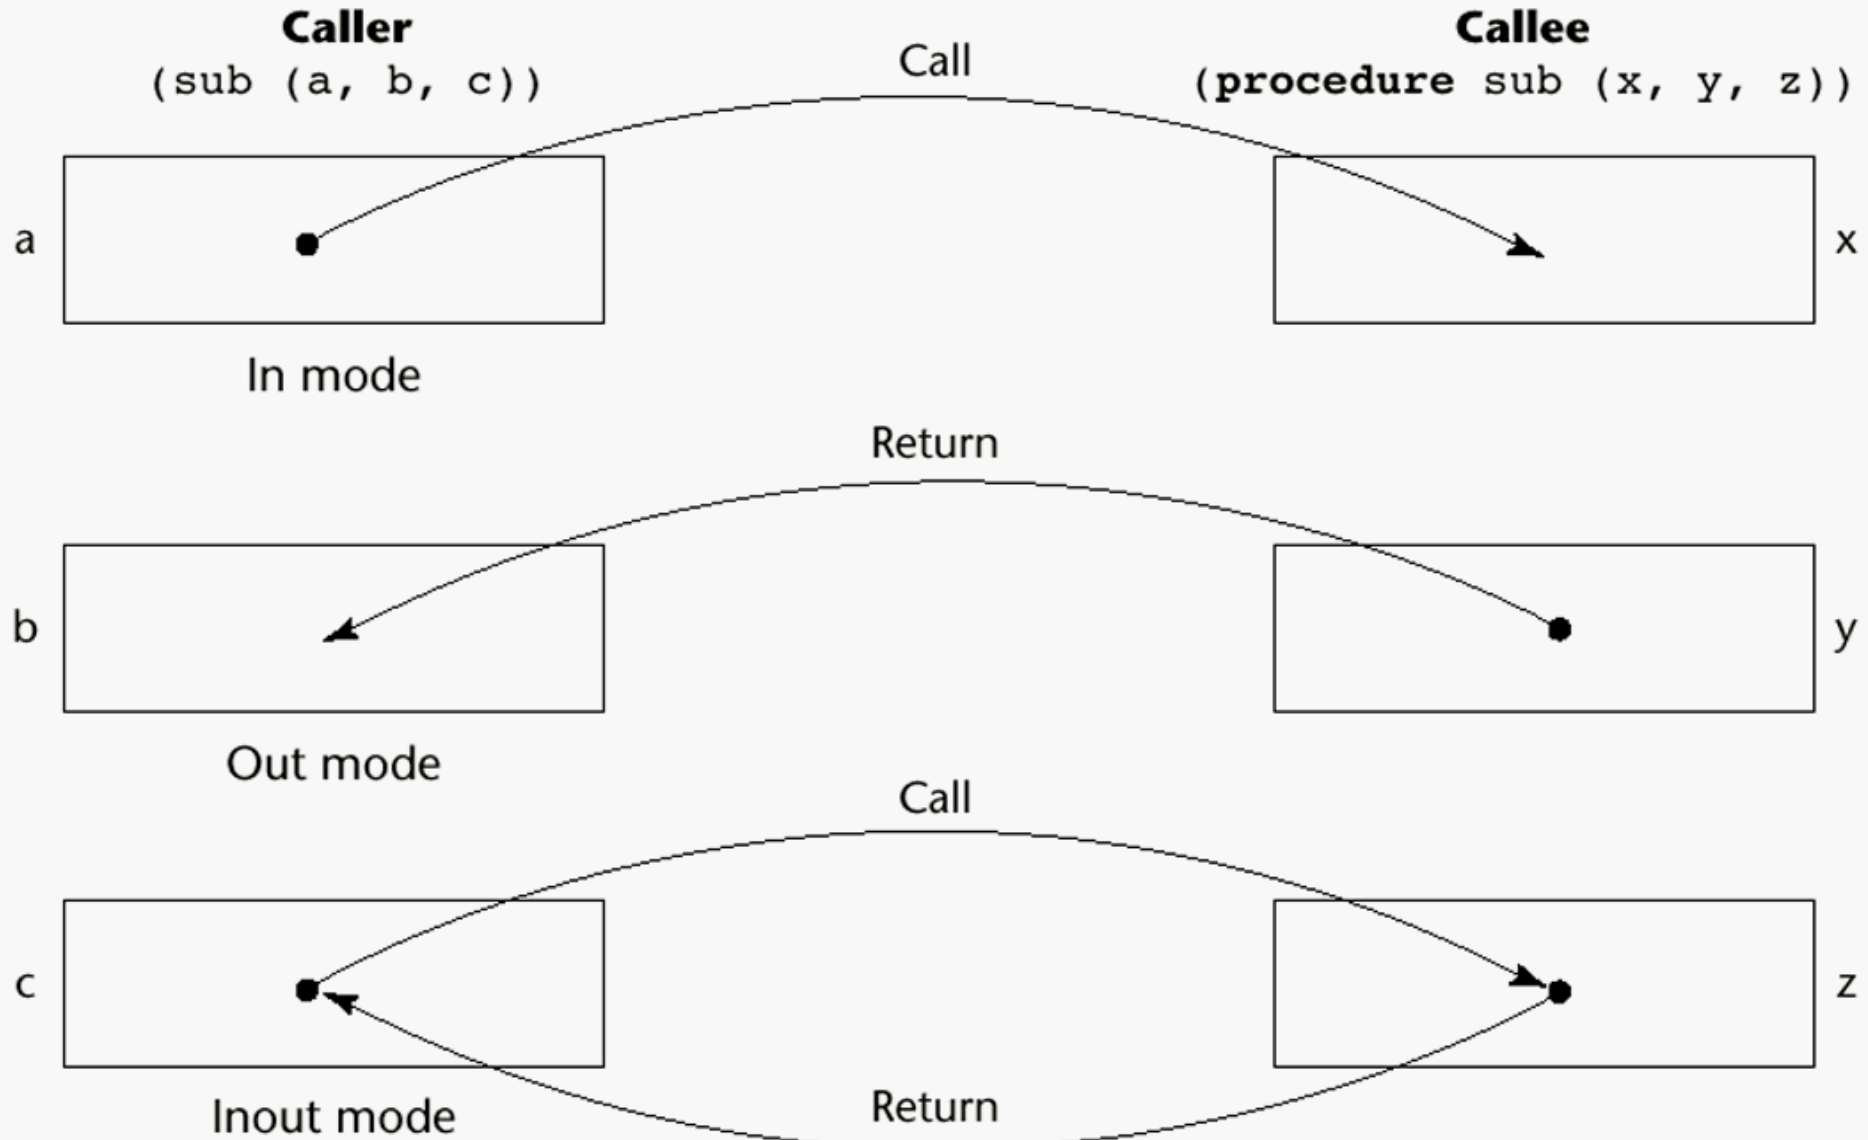 Caller
Callee
(sub (a, b, c))
Call
(procedure sub (x, y, z))
a
x
In mode
Return
b
y
Out mode
Call
c
z
Inout mode
Return